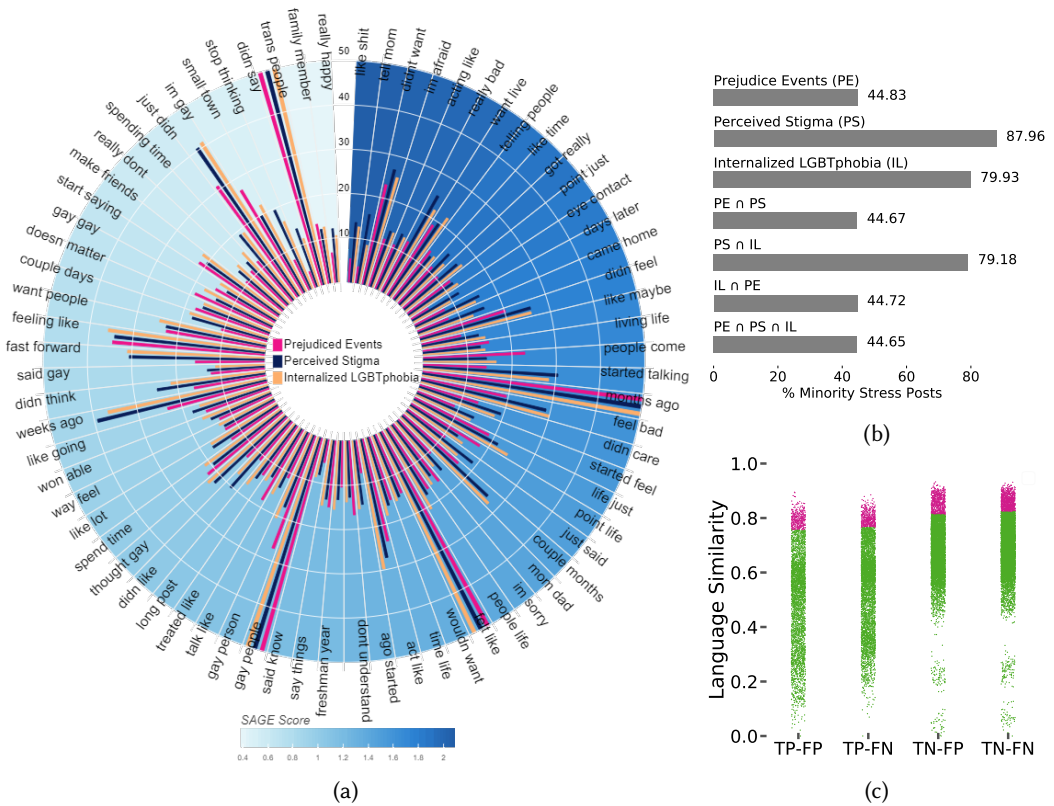 like shit
tell mom
didnt want
im afraid
acting like
really bad
want live
telling people
like time
got really
point just
eye contact
days later
came home
didn feel
like maybe
living life
people come
started talking
months ago
feel bad
didn care
started feel
life just
point life
just said
couple months
mom dad
im sorry
people life
felt like
wouldn want
time life
act like
ago started
dont understand
freshman year
say things
said know
gay people
gay person
talk like
treated like
long post
didn like
thought gay
spend time
like lot
way feel
won able
like going
weeks ago
didn think
said gay
fast forward
feeling like
want people
couple days
doesn matter
gay gay
start saying
make friends
really dont
spending time
just didn
im gay
small town
stop thinking
didn say
trans people
family member
really happy
50
40
30
20
10
Prejudiced Events
Perceived Stigma
Internalized LGBTphobia
SAGE Score
0.4 0.6 0.8 1 1.2 1.4 1.6 1.8 2
(a)
Prejudice Events (PE)
44.83
Perceived Stigma (PS)
87.96
Internalized LGBTphobia (IL)
79.93
PE ∩ PS
44.67
PS ∩ IL
79.18
IL ∩ PE
44.72
PE ∩ PS ∩ IL
44.65
0 20 40 60 80
% Minority Stress Posts
(b)
Language Similarity
1.0
0.8
0.6
0.4
0.2
0.0
TP-FP TP-FN TN-FP TN-FN
(c)